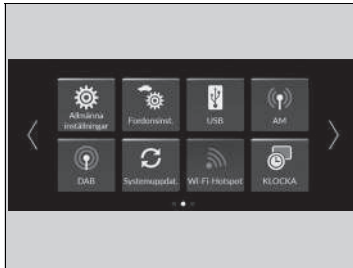 Allmänna
inställningar
Fordonsinst.
USB
AM
DAB
Systemuppdat.
Wi-Fi-Hotspot
KLOCKA